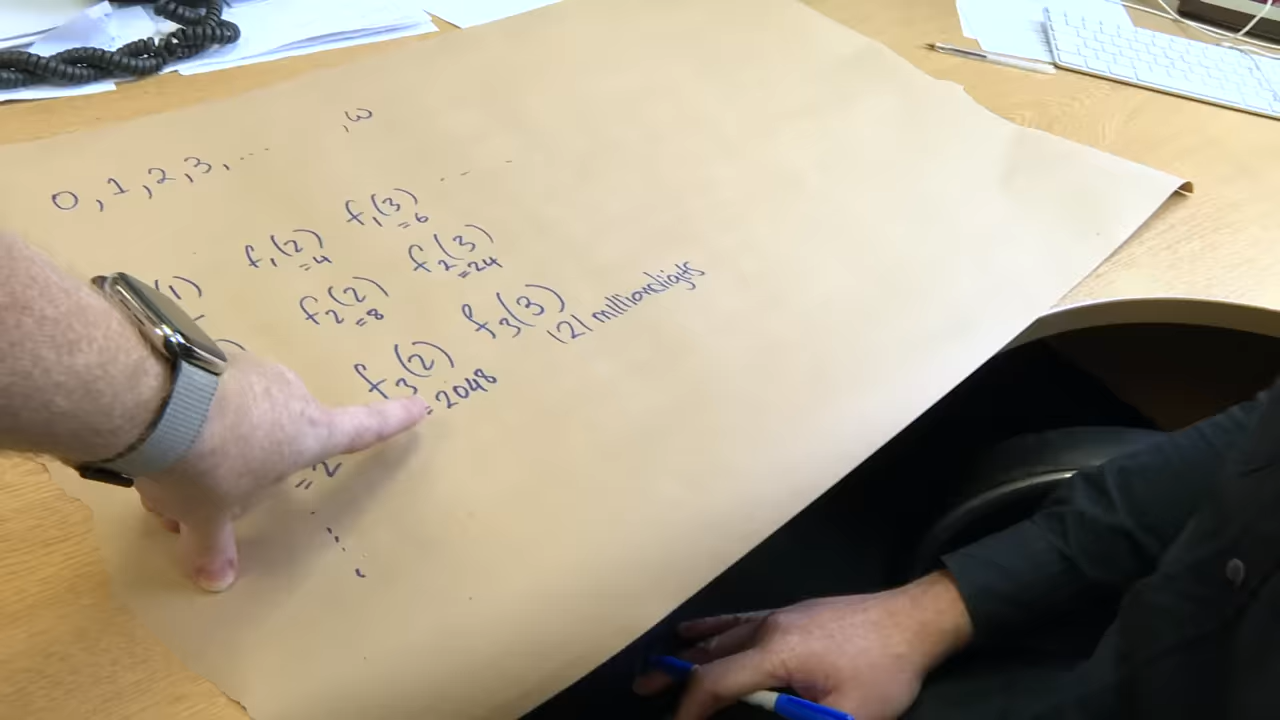 0, 1, 2, 3, ... , ω
f₁(2) =4 f₁(3) =6 ...
(1) f₂(2) =8 f₂(3) =24
f₃(2) =2048 f₃(3) 121 million digits
=2